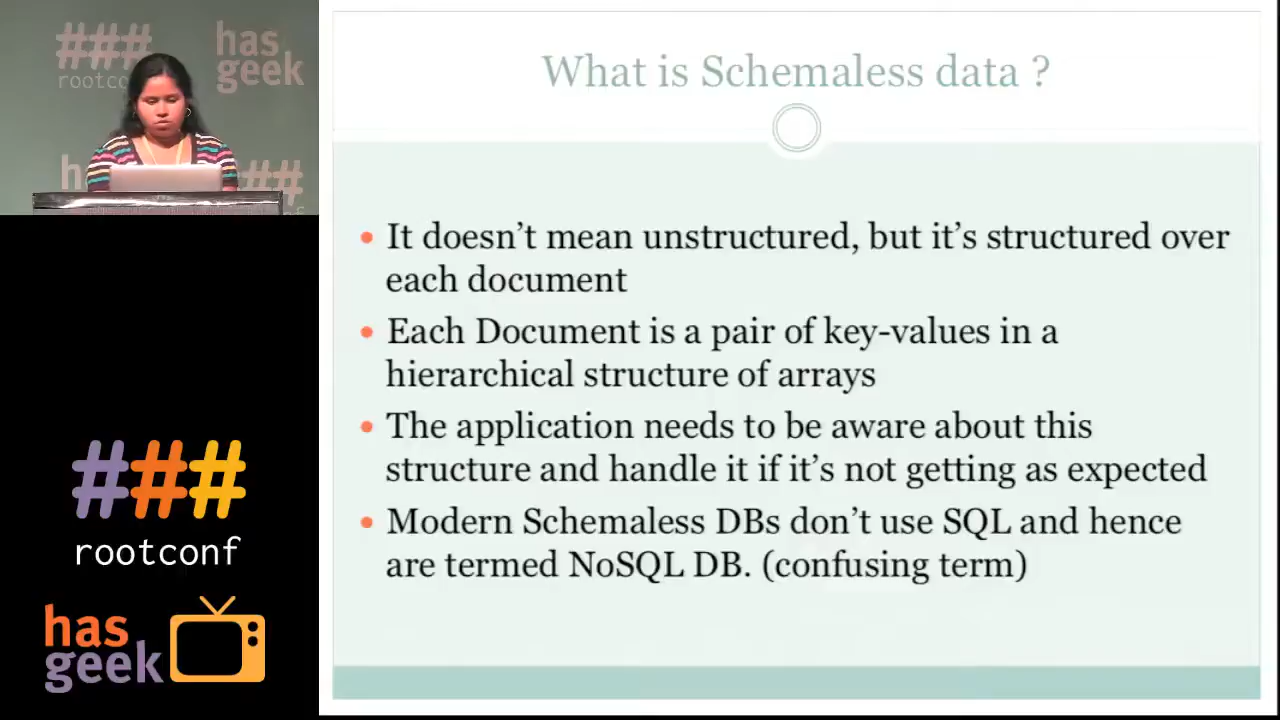 ###
rootconf
has
geek
h
##
What is Schemaless data ?
It doesn't mean unstructured, but it's structured over
each document
Each Document is a pair of key-values in a
hierarchical structure of arrays
The application needs to be aware about this
structure and handle it if it's not getting as expected
Modern Schemaless DBs don't use SQL and hence
are termed NoSQL DB. (confusing term)
###
rootconf
has
geek